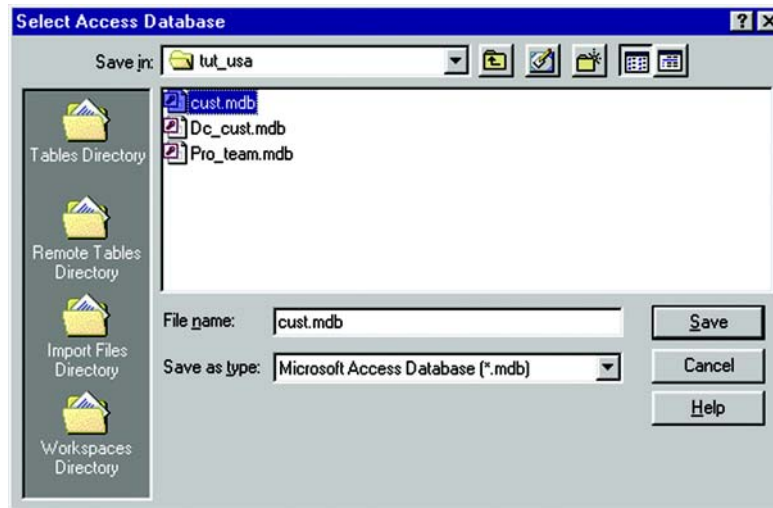 Select Access Database
Save in:
tut_usa
Tables Directory
Remote Tables
Directory
Import Files
Directory
Workspaces
Directory
cust.mdb
Dc_cust.mdb
Pro_team.mdb
File name:
cust.mdb
Save
Save as type:
Microsoft Access Database (*.mdb)
Cancel
Help